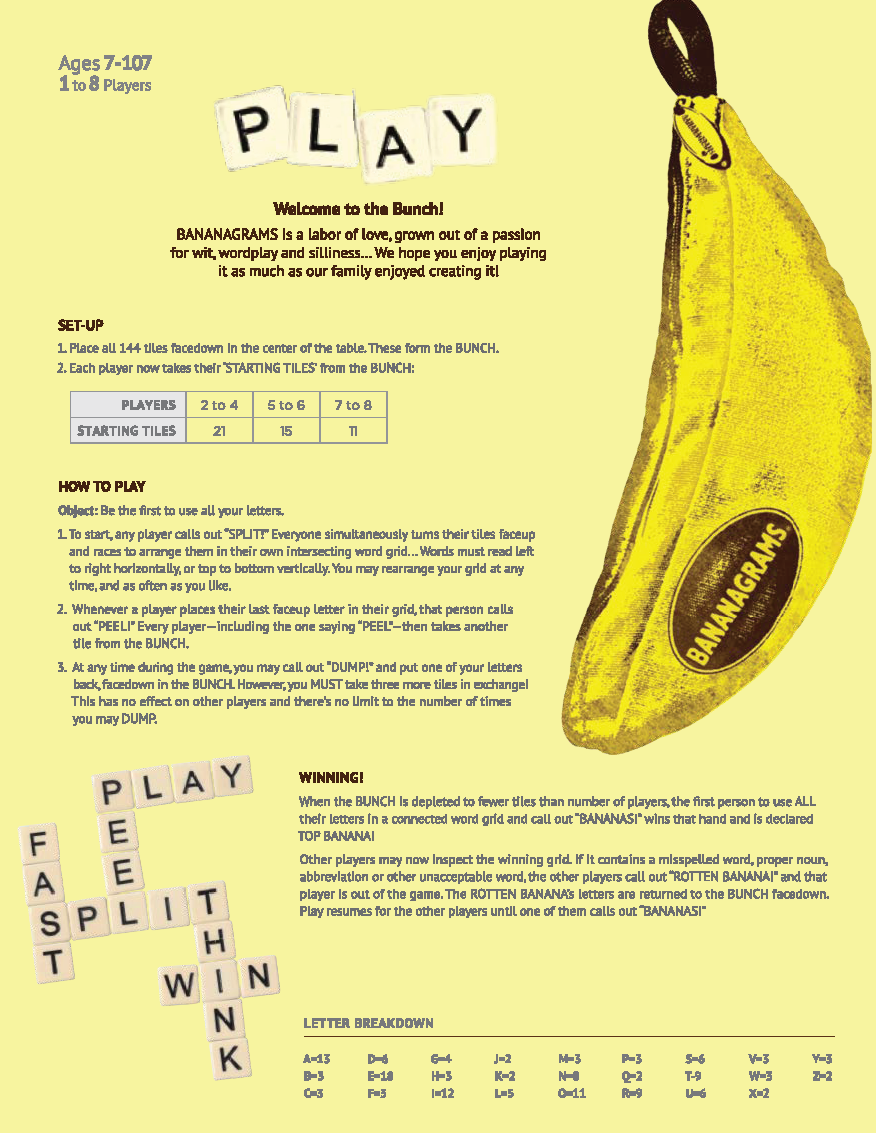 Ages 7-107
1 to 8 Players
PLAY
Welcome to the Bunch!
BANANAGRAMS is a labor of love, grown out of a passion
for wit, wordplay and silliness... We hope you enjoy playing
it as much as our family enjoyed creating it!
SET-UP
1. Place all 144 tiles facedown in the center of the table. These form the BUNCH.
2. Each player now takes their 'STARTING TILES' from the BUNCH:
PLAYERS 2 to 4 5 to 6 7 to 8
STARTING TILES 21 15 11
HOW TO PLAY
Object: Be the first to use all your letters.
1. To start, any player calls out "SPLIT!" Everyone simultaneously turns their tiles faceup
and races to arrange them in their own intersecting word grid... Words must read left
to right horizontally, or top to bottom vertically. You may rearrange your grid at any
time, and as often as you like.
2. Whenever a player places their last faceup letter in their grid, that person calls
out "PEEL!" Every player—including the one saying "PEEL"—then takes another
tile from the BUNCH.
3. At any time during the game, you may call out "DUMP!" and put one of your letters
back, facedown in the BUNCH. However, you MUST take three more tiles in exchange!
This has no effect on other players and there's no limit to the number of times
you may DUMP.
BANANAGRAMS®
PLAY
PEEL
FAST
SPLIT
THINK
WIN
WINNING!
When the BUNCH is depleted to fewer tiles than number of players, the first person to use ALL
their letters in a connected word grid and call out "BANANAS!" wins that hand and is declared
TOP BANANA!
Other players may now inspect the winning grid. If it contains a misspelled word, proper noun,
abbreviation or other unacceptable word, the other players call out "ROTTEN BANANA!" and that
player is out of the game. The ROTTEN BANANA's letters are returned to the BUNCH facedown.
Play resumes for the other players until one of them calls out "BANANAS!"
LETTER BREAKDOWN
A=13 D=6 G=4 J=2 M=3 P=3 S=6 V=3 Y=3
B=3 E=18 H=3 K=2 N=8 Q=2 T-9 W=3 Z=2
C=3 F=3 I=12 L=5 O=11 R=9 U=6 X=2